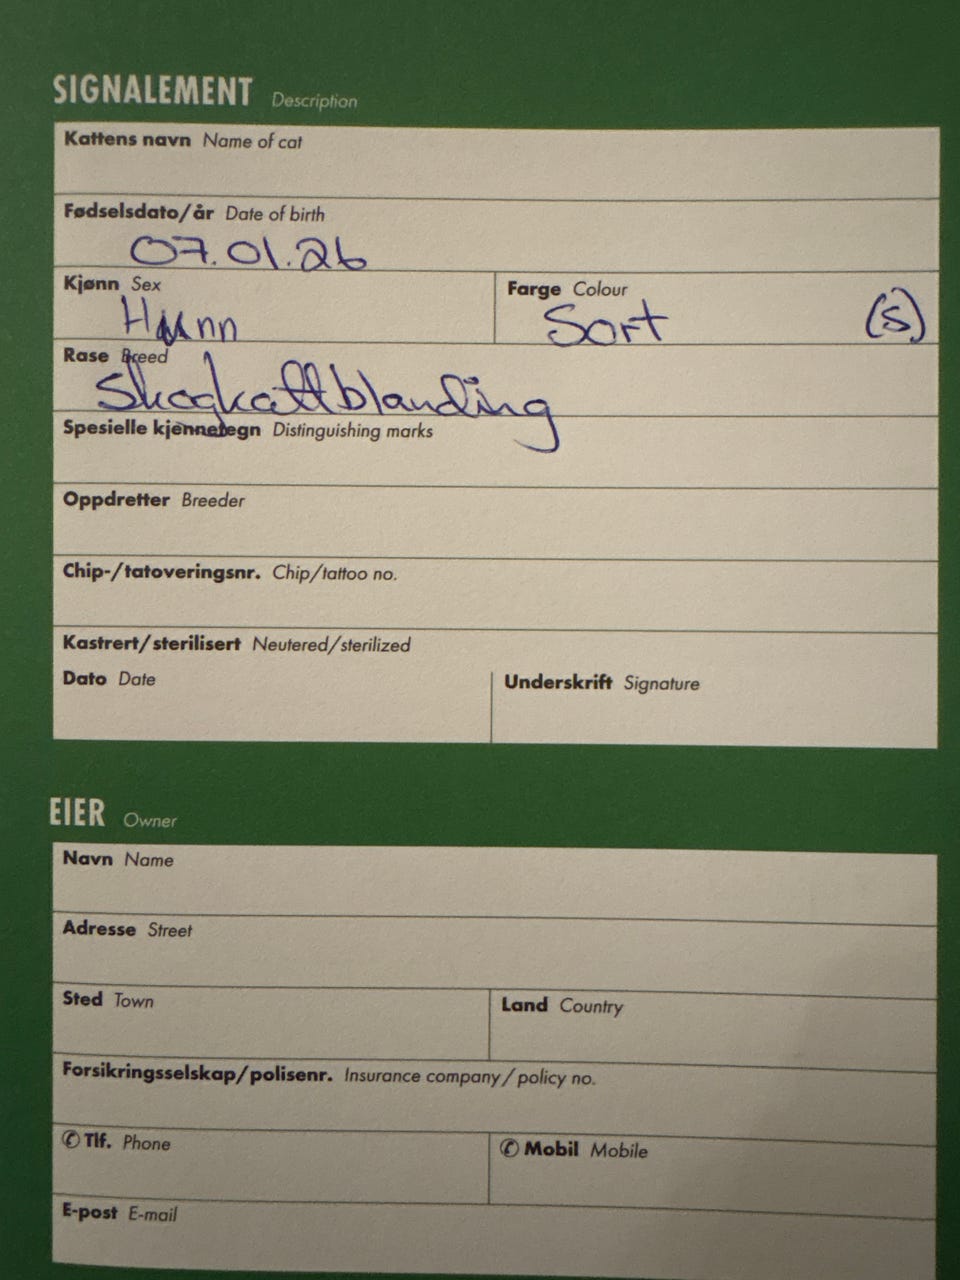 SIGNALEMENT Description
Kattens navn Name of cat
Fødselsdato/år Date of birth
07.01.26
Kjønn Sex
Hunn
Farge Colour
Sort (S)
Rase Breed
Skogkattblanding
Spesielle kjennetegn Distinguishing marks
Oppdretter Breeder
Chip-/tatoveringsnr. Chip/tattoo no.
Kastrert/sterilisert Neutered/sterilized
Dato Date
Underskrift Signature
EIER Owner
Navn Name
Adresse Street
Sted Town
Land Country
Forsikringsselskap/polisenr. Insurance company/policy no.
✆ Tlf. Phone
✆ Mobil Mobile
E-post E-mail